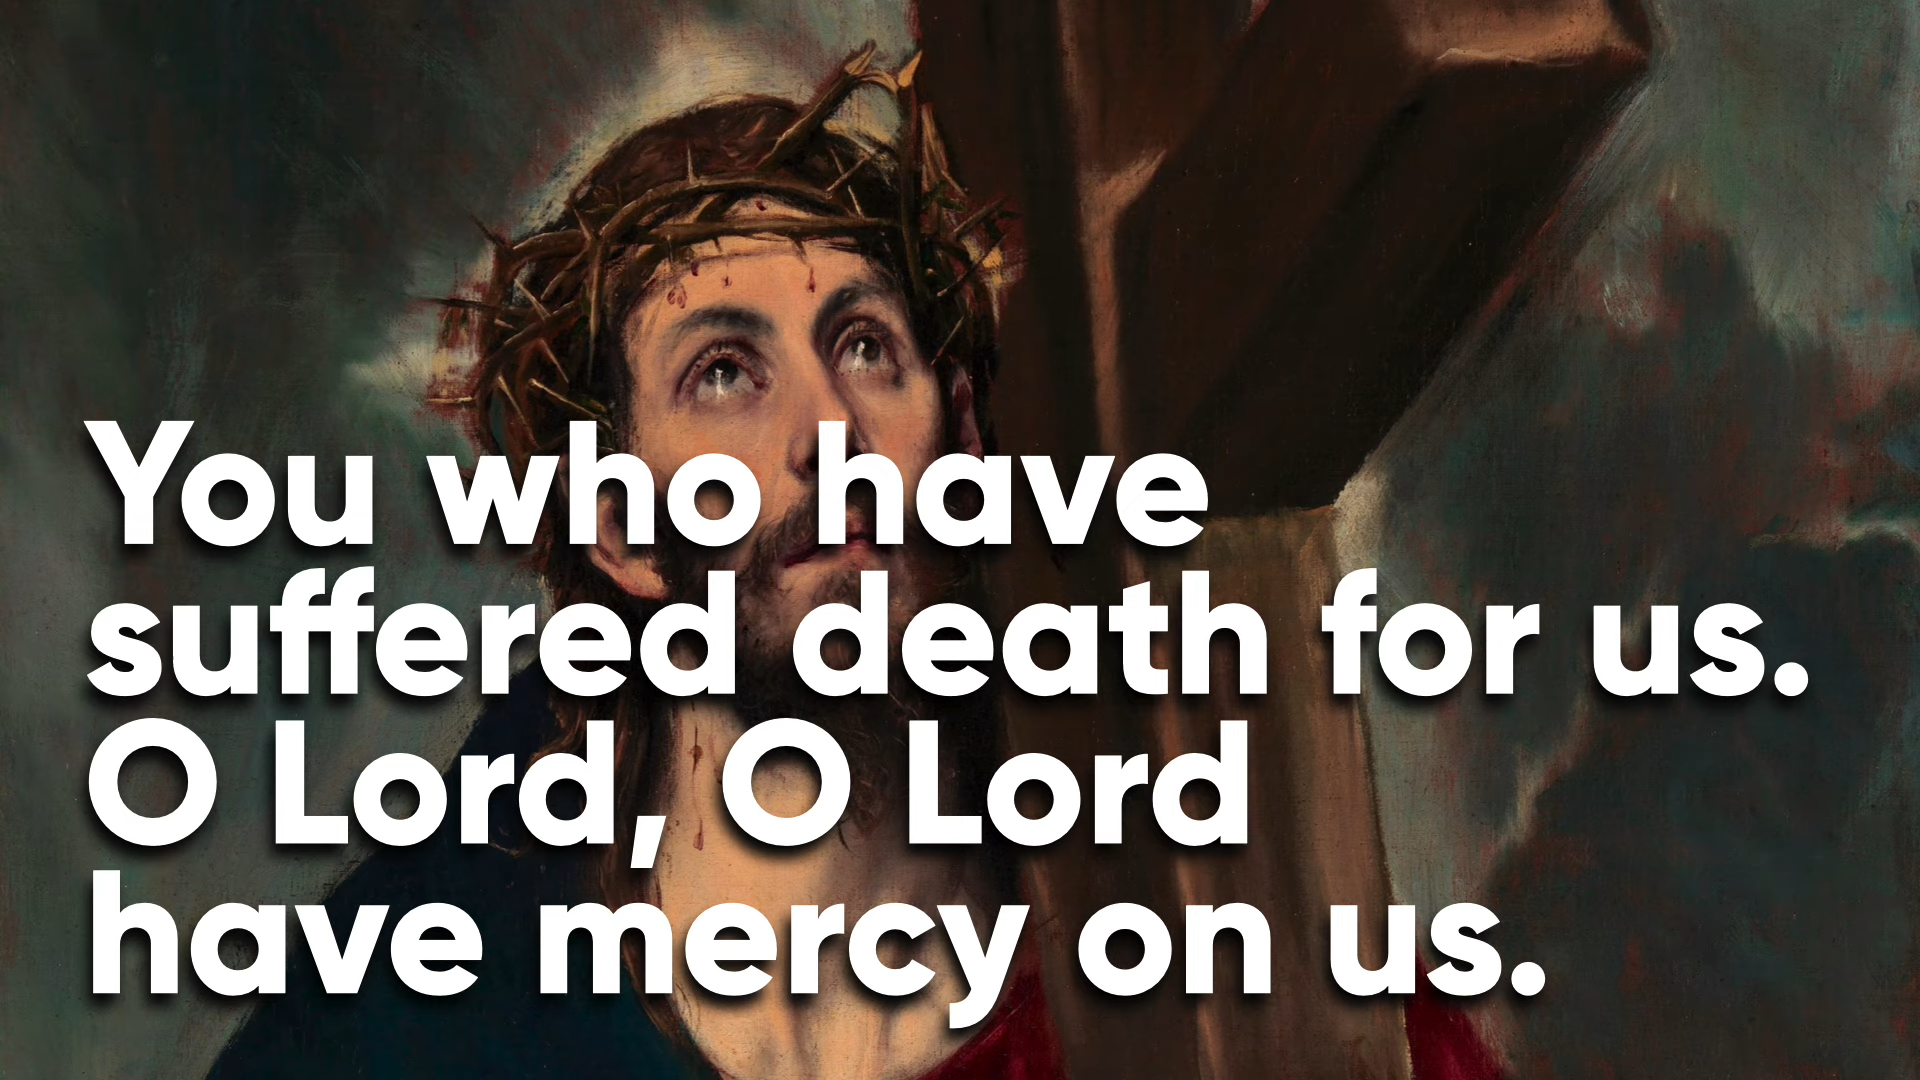 You who have
suffered death for us.
O Lord, O Lord
have mercy on us.